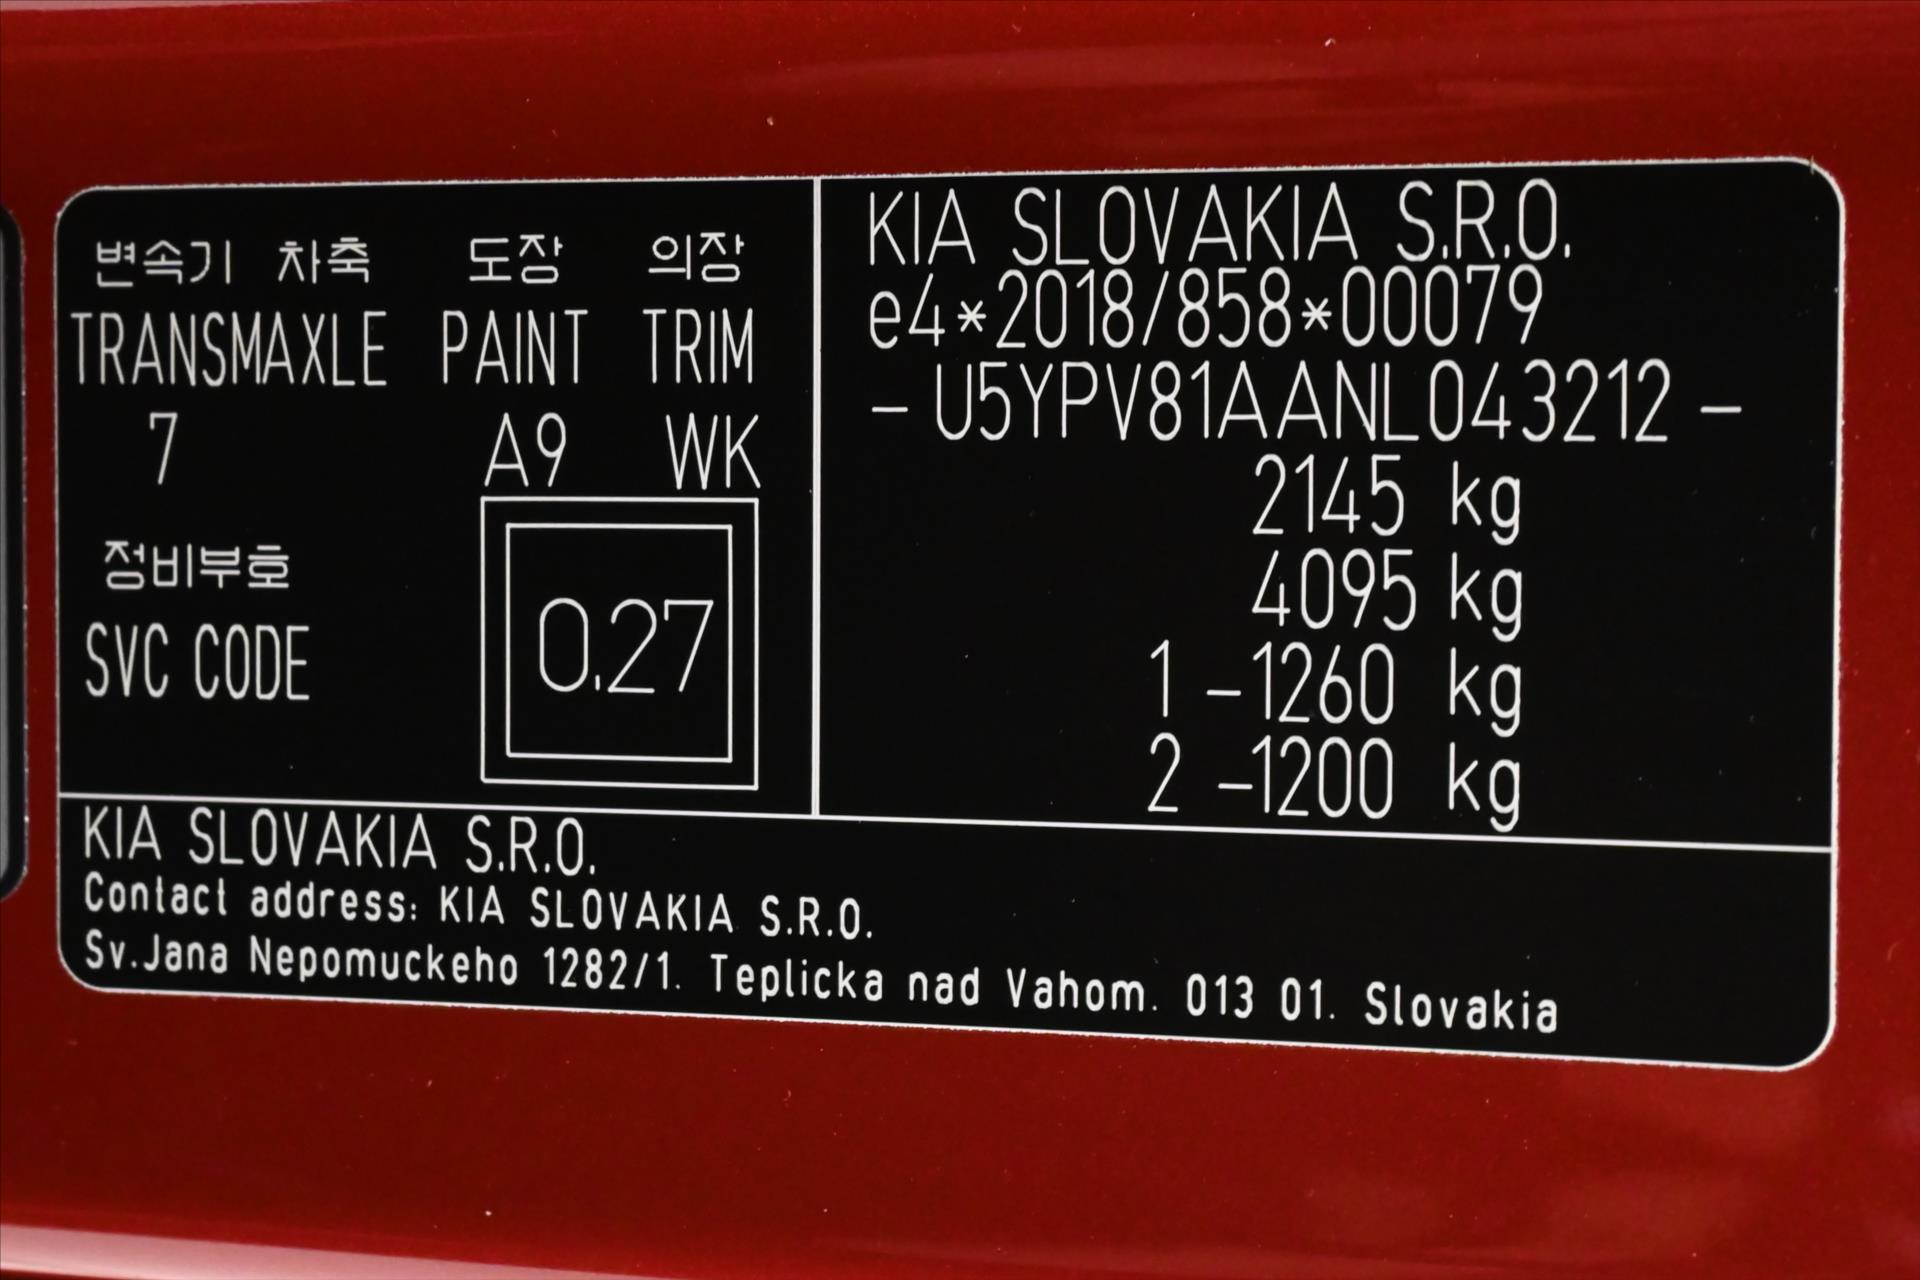 변속기 차축 도장 의장
TRANSMAXLE PAINT TRIM
7 A9 WK
정비부호
SVC CODE
0.27
KIA SLOVAKIA S.R.O.
e4*2018/858*00079
- U5YPV81AANL043212 -
2145 kg
4095 kg
1 -1260 kg
2 -1200 kg
KIA SLOVAKIA S.R.O.
Contact address: KIA SLOVAKIA S.R.O.
Sv.Jana Nepomuckeho 1282/1. Teplicka nad Vahom. 013 01. Slovakia